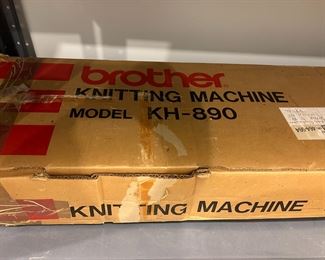 brother
KNITTING MACHINE
MODEL KH-890
KNITTING MACHINE